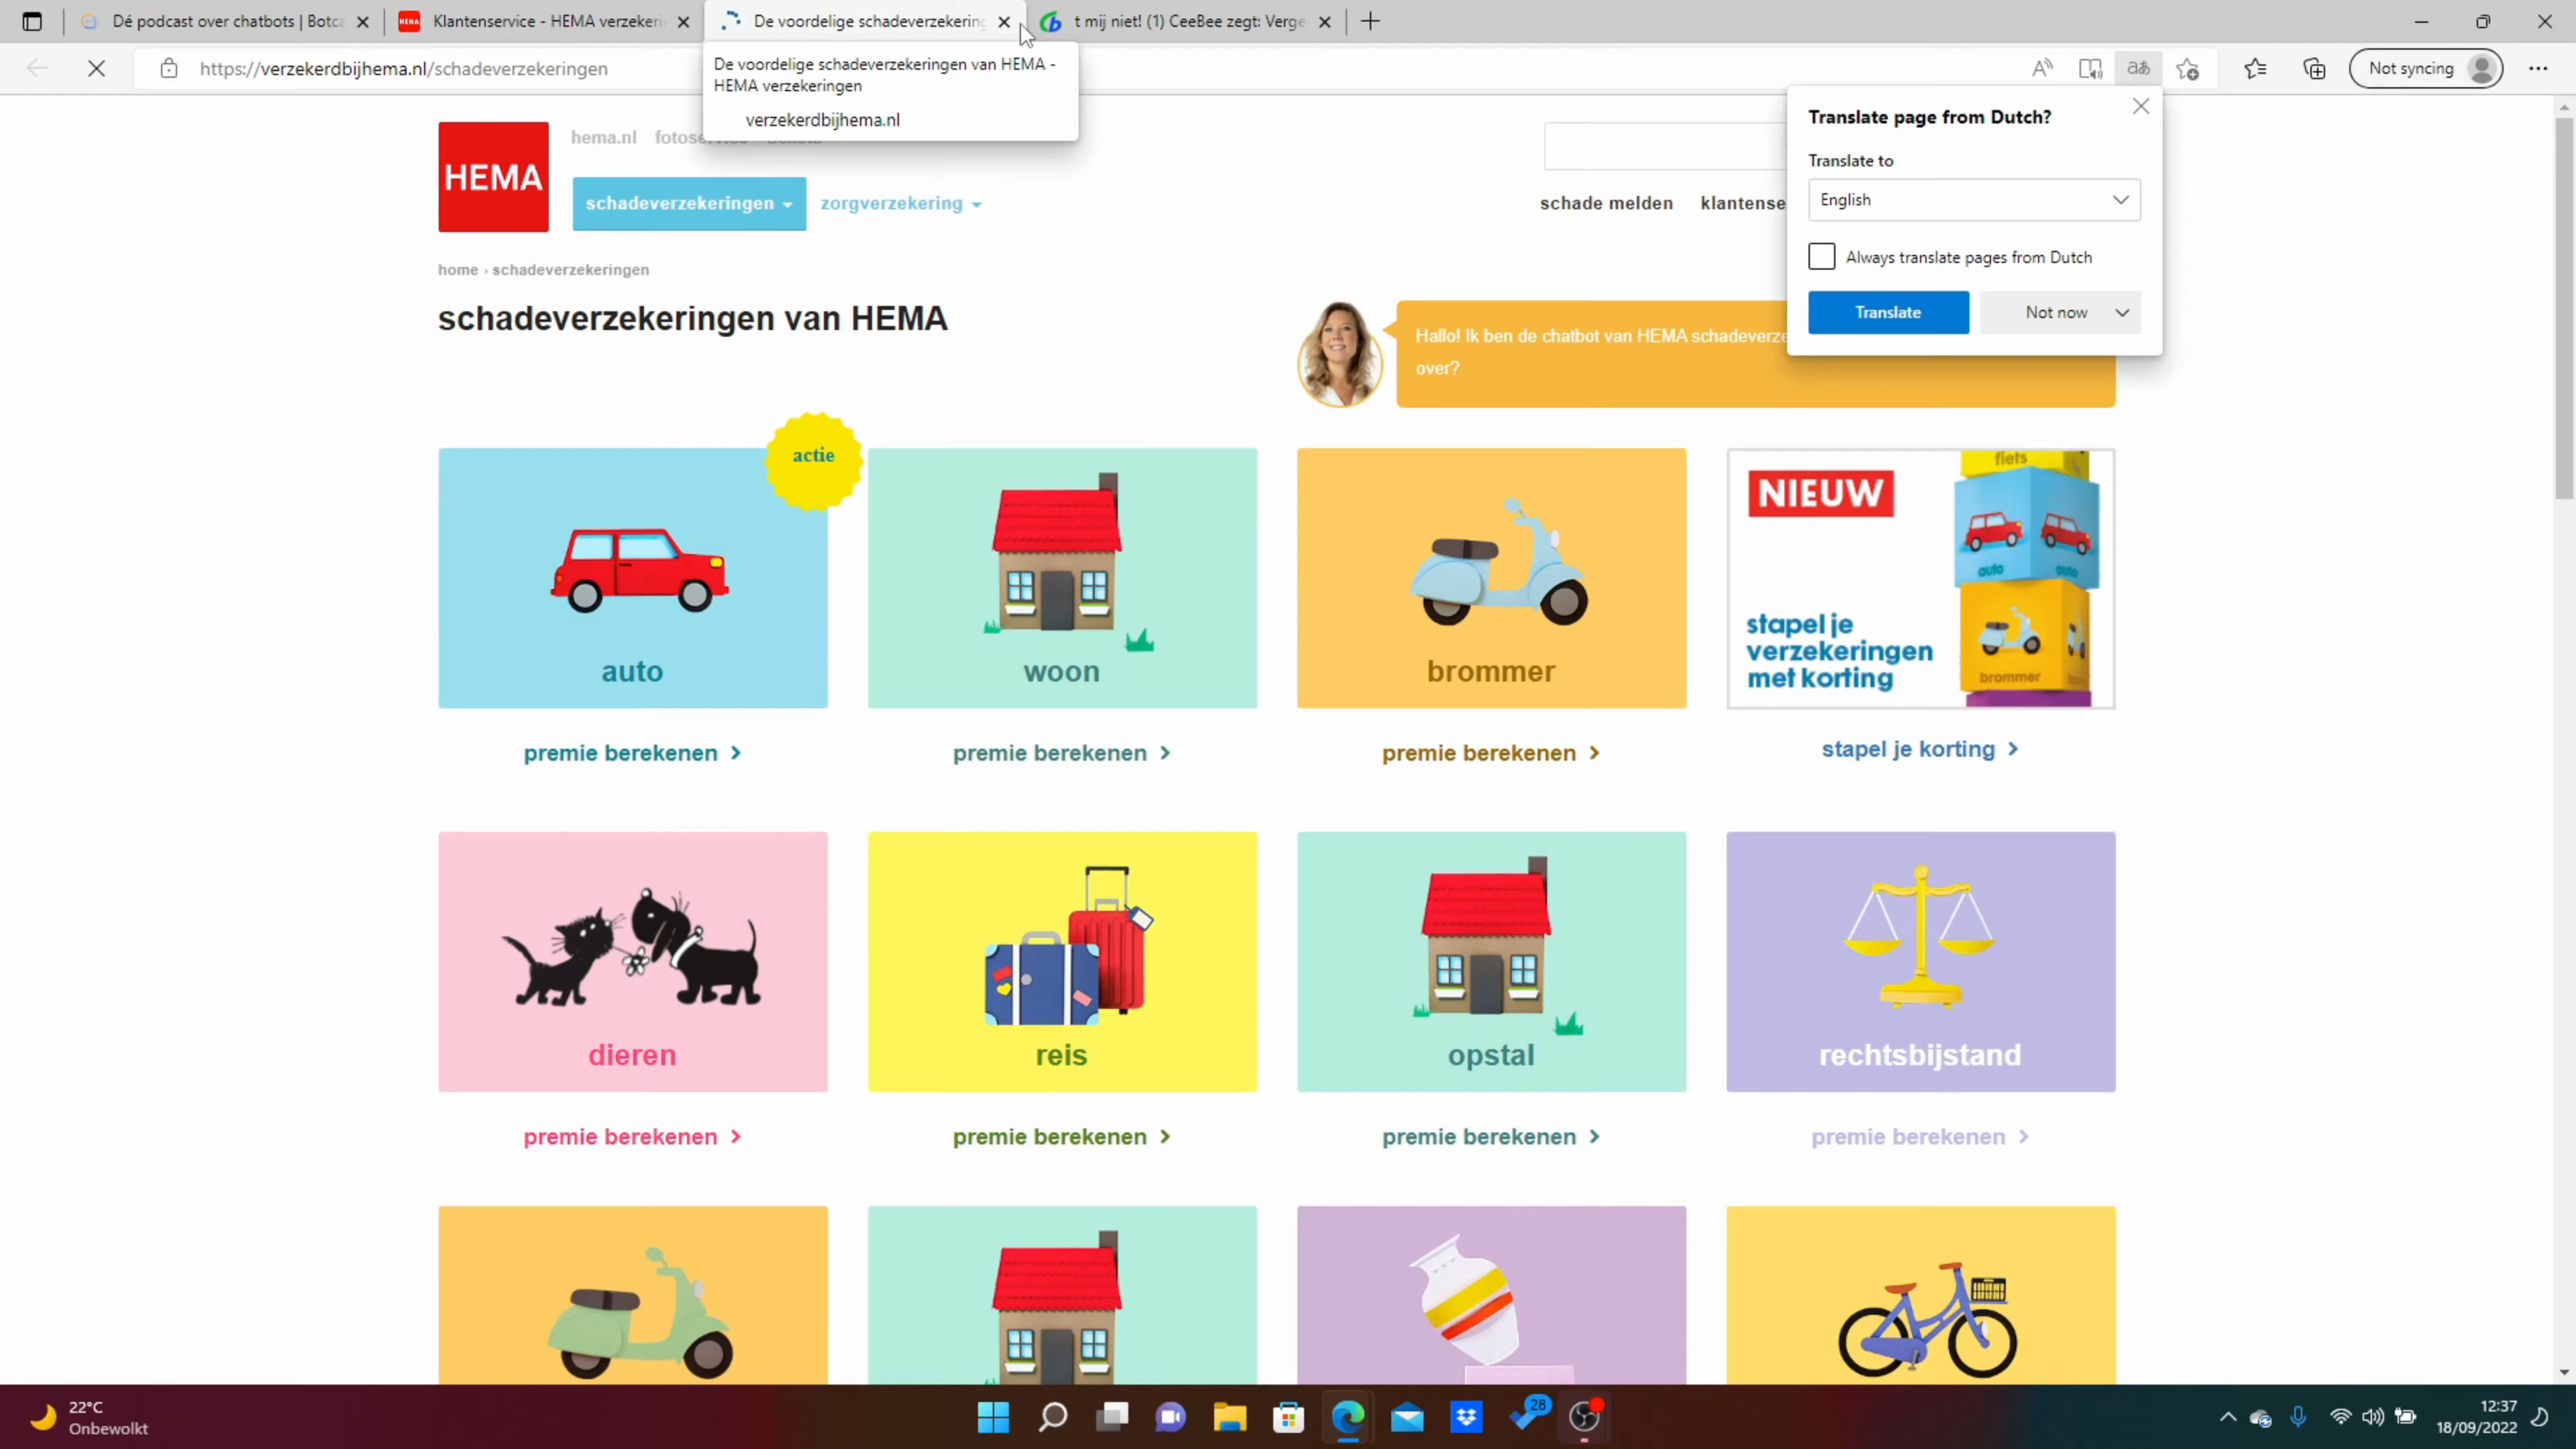 Dé podcast over chatbots | Botca
Klantenservice - HEMA verzekerin
De voordelige schadeverzekering
t mij niet! (1) CeeBee zegt: Verge
https://verzekerdbijhema.nl/schadeverzekeringen
Not syncing
De voordelige schadeverzekeringen van HEMA -
HEMA verzekeringen
verzekerdbijhema.nl
Translate page from Dutch?
Translate to
English
Always translate pages from Dutch
Translate
Not now
HEMA
hema.nl
schadeverzekeringen
zorgverzekering
schade melden
klantense
home › schadeverzekeringen
schadeverzekeringen van HEMA
Hallo! Ik ben de chatbot van HEMA schadeverze
over?
actie
auto
woon
brommer
NIEUW
stapel je
verzekeringen
met korting
fiets
auto
auto
brommer
premie berekenen
premie berekenen
premie berekenen
stapel je korting
dieren
reis
opstal
rechtsbijstand
premie berekenen
premie berekenen
premie berekenen
premie berekenen
22°C
Onbewolkt
28
12:37
18/09/2022